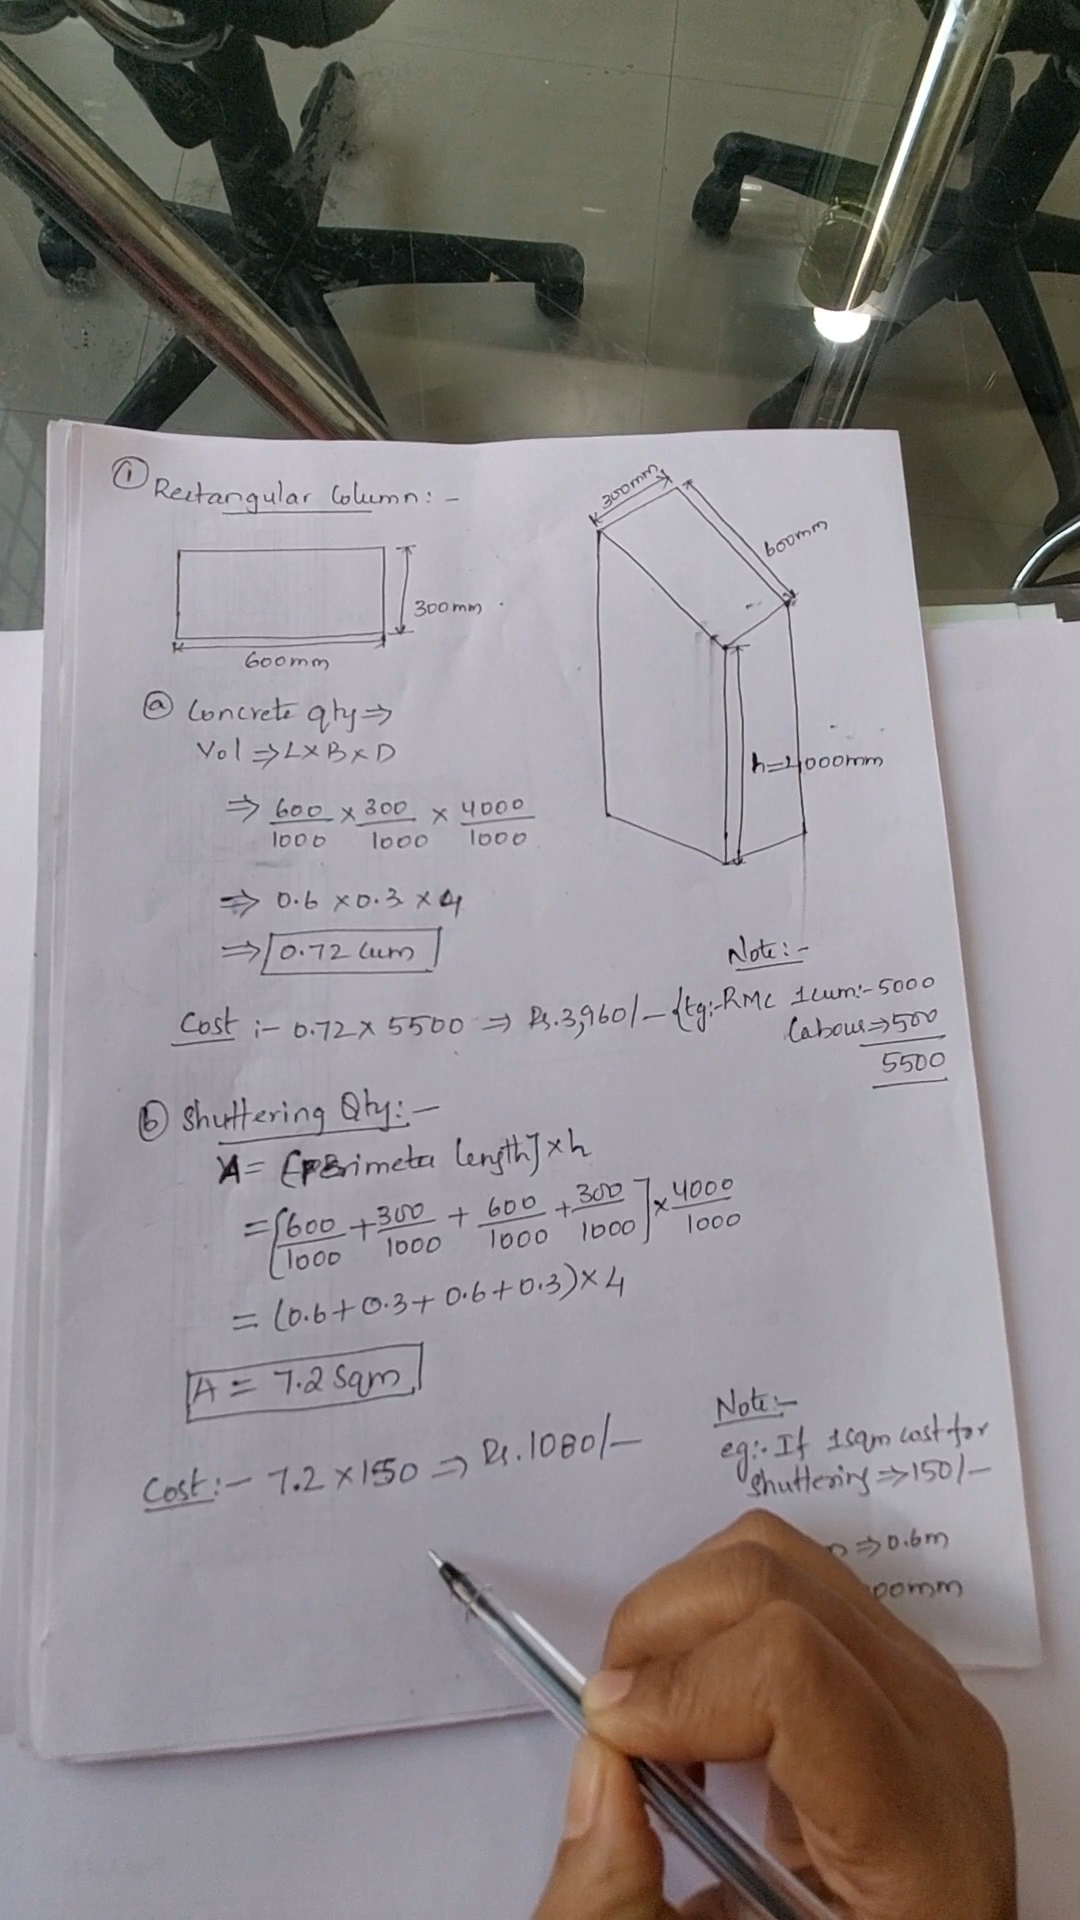 ① Rectangular Column:-
300mm
600mm
300mm
600mm
h=4000mm
ⓐ Concrete qty ⇒
Vol ⇒ L×B×D
⇒ 600/1000 × 300/1000 × 4000/1000
⇒ 0.6 × 0.3 × 4
⇒ 0.72 Cum
Note:-
Cost :- 0.72 × 5500 ⇒ Rs.3,960/- {eg:- RMC 1cum:- 5000
labour ⇒ 500
5500
ⓑ Shuttering Qty:-
A = [Perimeter length] × h
= [600/1000 + 300/1000 + 600/1000 + 300/1000] × 4000/1000
= (0.6+0.3+0.6+0.3) × 4
A = 7.2 Sqm
Cost:- 7.2 × 150 ⇒ Rs.1080/-
Note:-
eg:- If 1sqm cost for
shuttering ⇒ 150/-
⇒ 0.6m
00mm